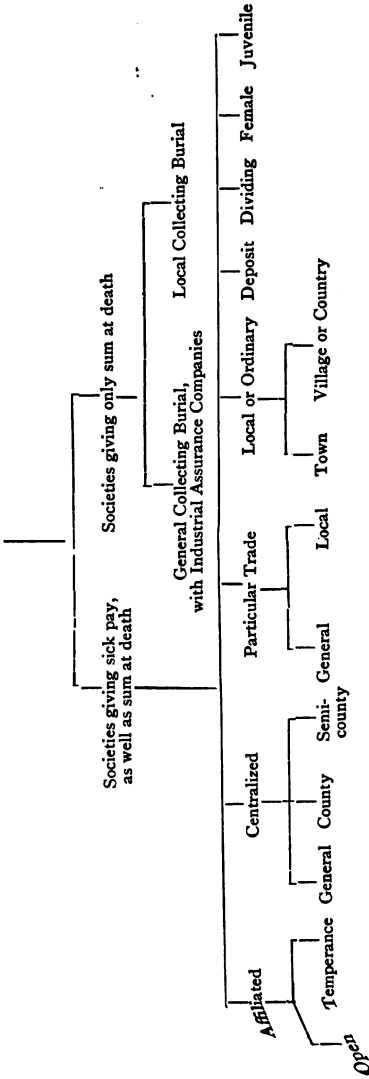 Societies giving sick pay,
as well as sum at death
Societies giving only sum at death
General Collecting Burial,
with Industrial Assurance Companies
Local Collecting Burial
Affiliated
Centralized
Particular Trade
Local or Ordinary
Deposit
Dividing
Female
Juvenile
Open
Temperance
General
County
Semi-
county
General
Local
Town
Village or Country